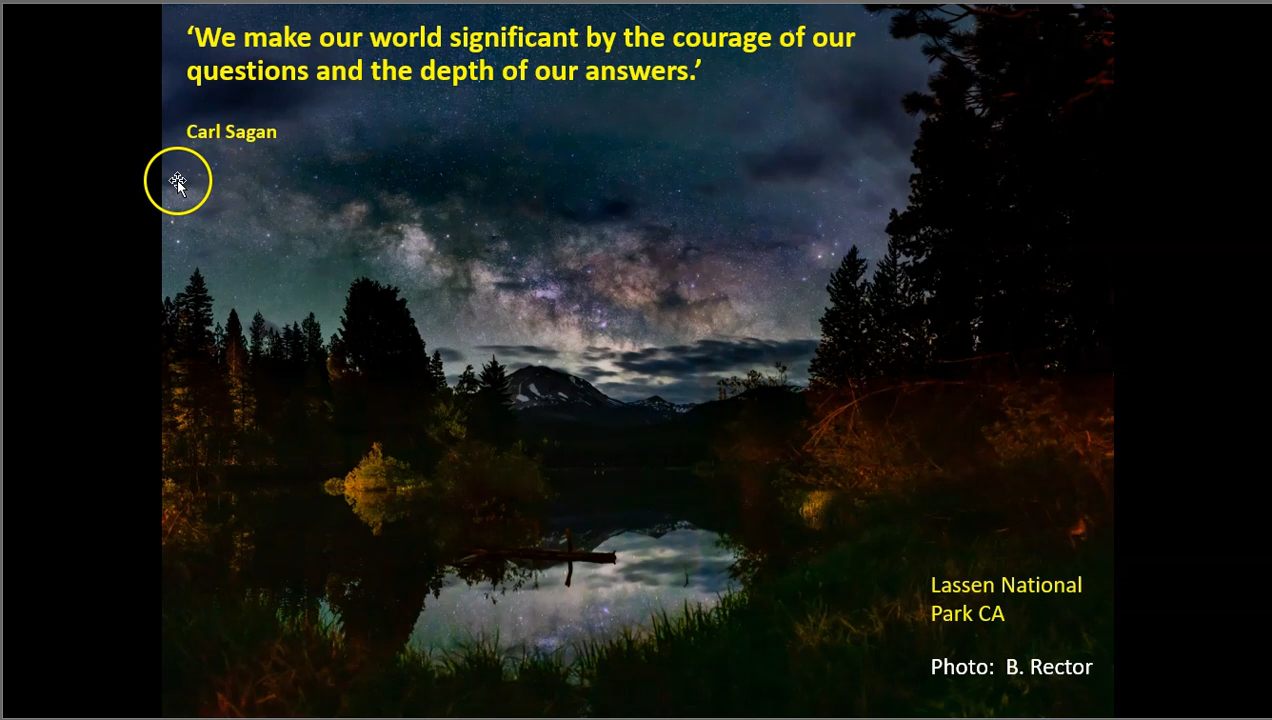 ‘We make our world significant by the courage of our
questions and the depth of our answers.’
Carl Sagan
Lassen National
Park CA
Photo: B. Rector